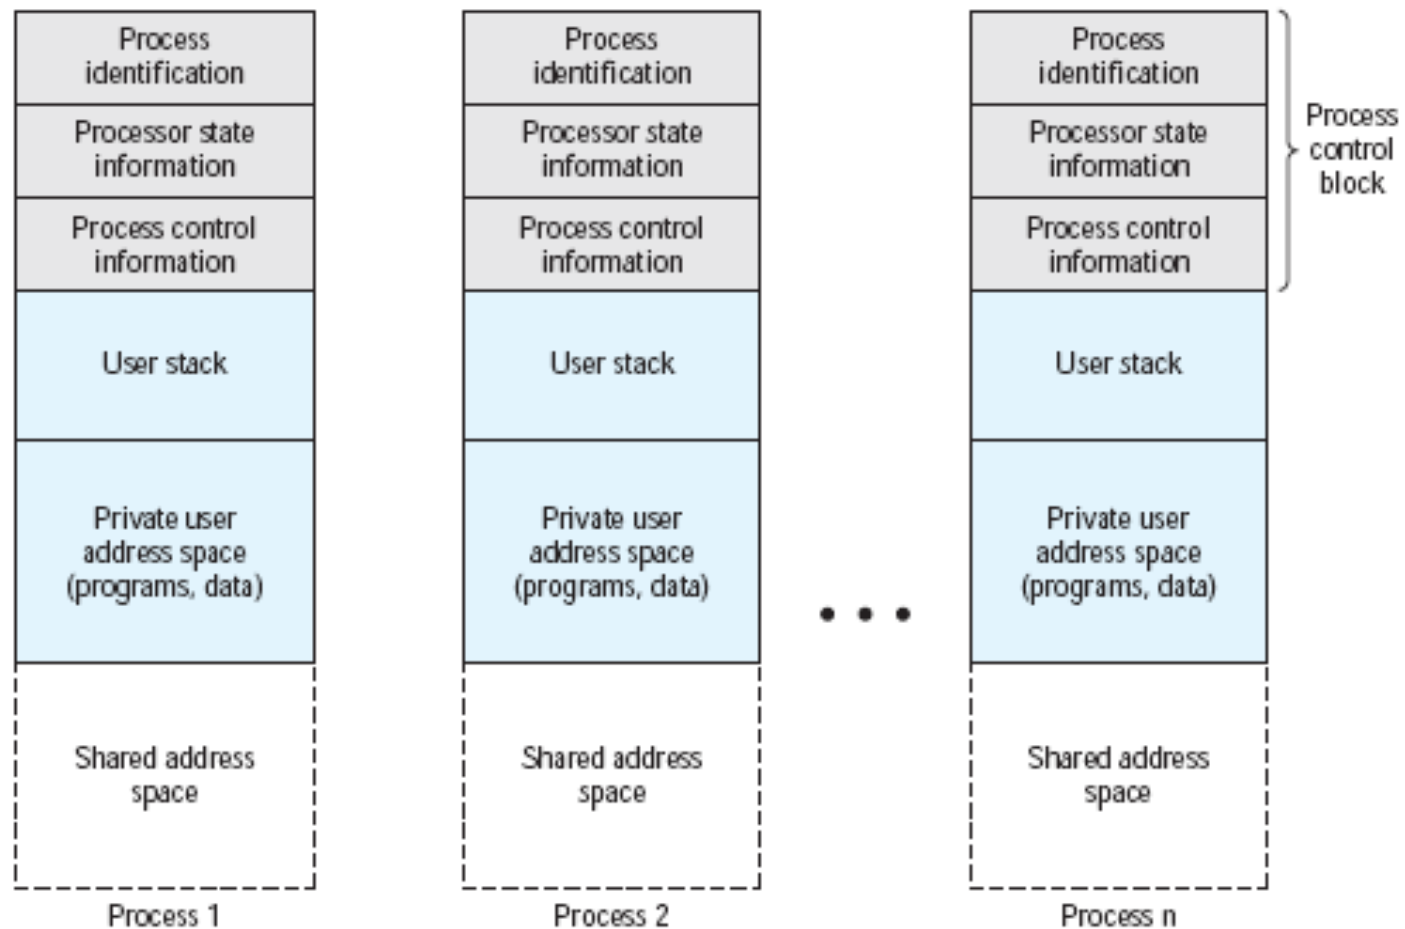 Process
identification
Processor state
information
Process control
information
User stack
Private user
address space
(programs, data)
Shared address
space
Process 1
Process
identification
Processor state
information
Process control
information
User stack
Private user
address space
(programs, data)
Shared address
space
Process 2
Process
identification
Processor state
information
Process control
information
User stack
Private user
address space
(programs, data)
Shared address
space
Process n
Process
control
block